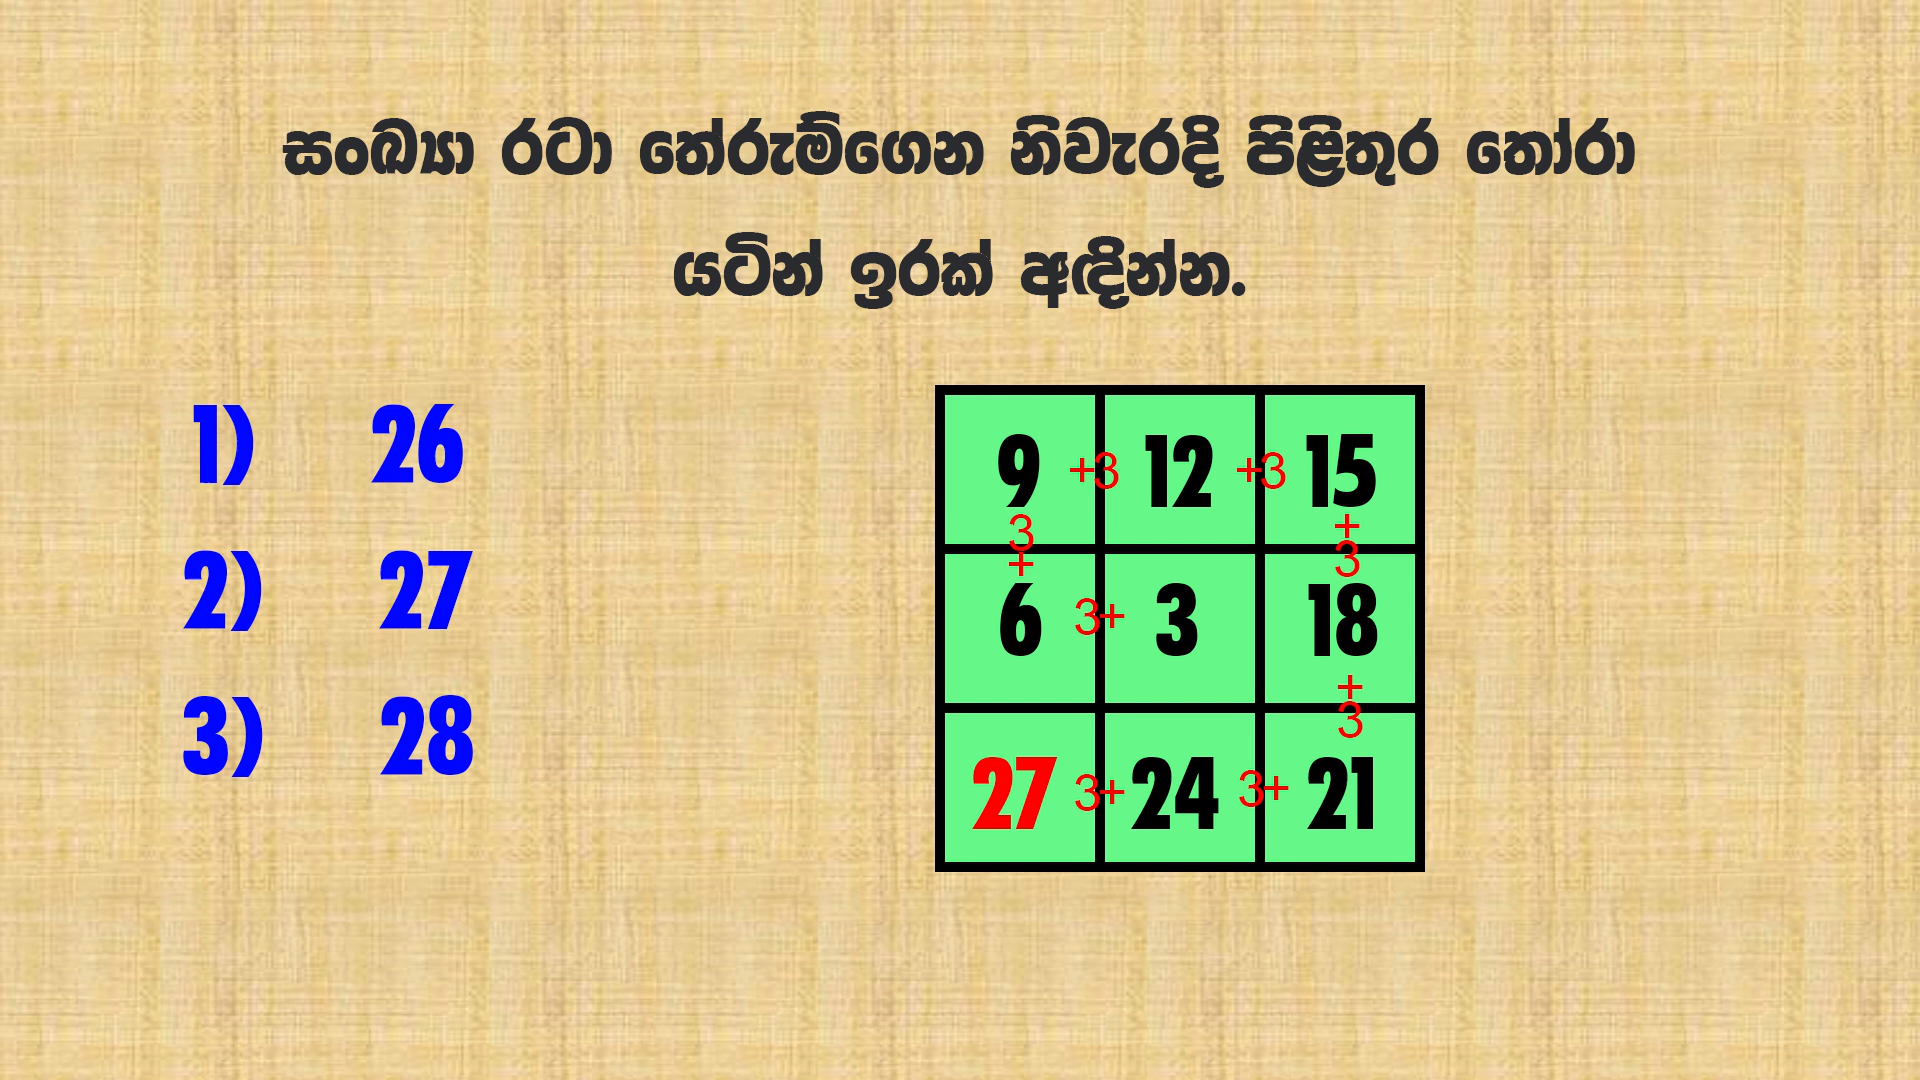 සංඛ්‍යා රටා තේරුම්ගෙන නිවැරදි පිළිතුර තෝරා
යටින් ඉරක් අඳින්න.
1) 26
2) 27
3) 28
9 +3 12 +3 15
3 +
+ 3
6 3+ 3 18
+
3
27 3+ 24 3+ 21